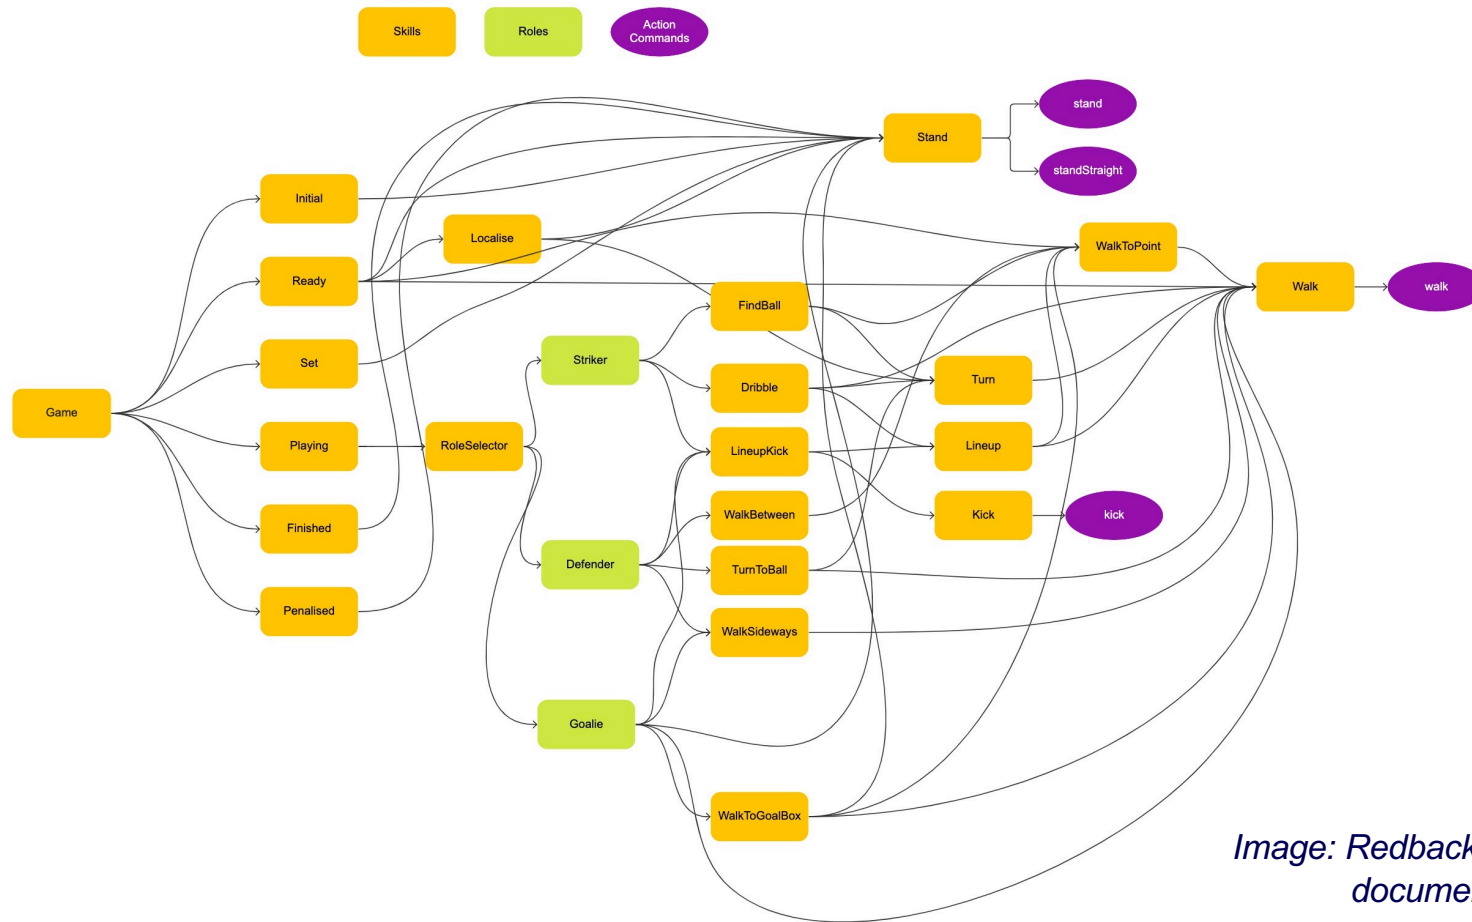 Skills
Roles
Action
Commands
stand
Stand
standStraight
Initial
Localise
WalkToPoint
Ready
Walk
walk
FindBall
Striker
Set
Turn
Dribble
Game
Playing
RoleSelector
LineupKick
Lineup
WalkBetween
Kick
kick
Finished
Defender
TurnToBall
Penalised
WalkSideways
Goalie
WalkToGoalBox
Image: Redback
docume